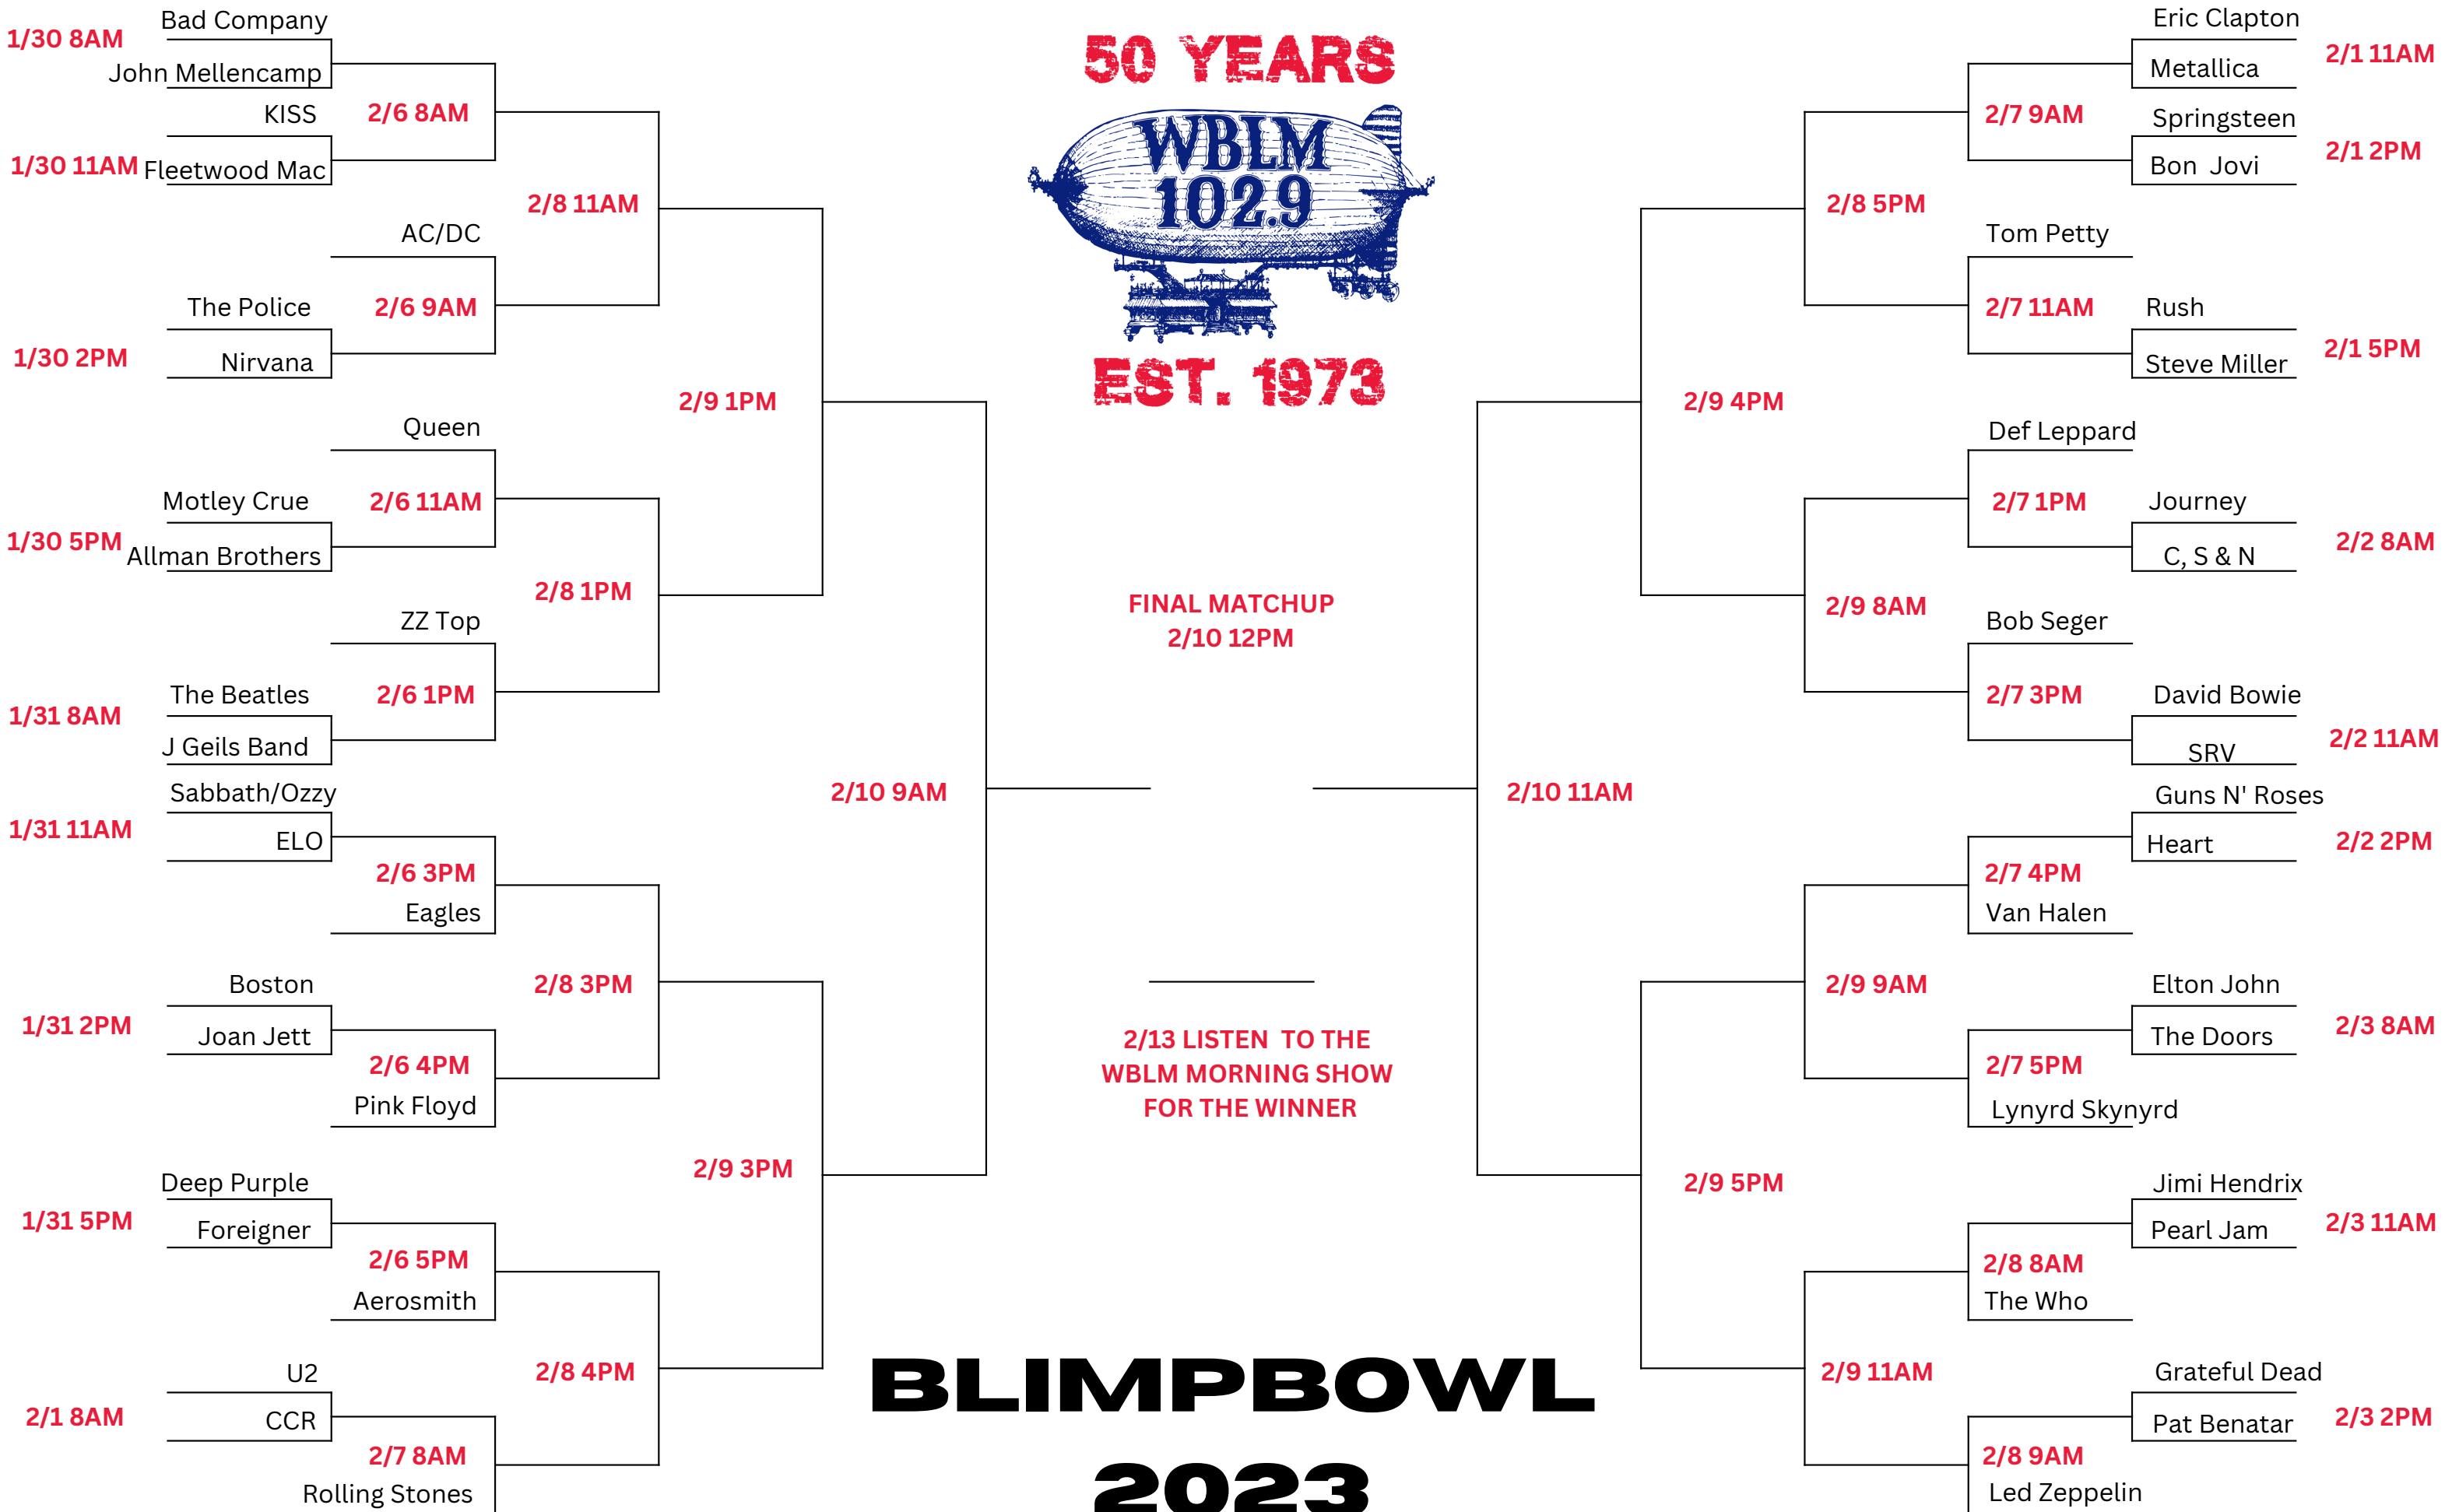 Bad Company
1/30 8AM
John Mellencamp
KISS
2/6 8AM
1/30 11AM
Fleetwood Mac
2/8 11AM
AC/DC
The Police
2/6 9AM
1/30 2PM
Nirvana
2/9 1PM
Queen
Motley Crue
2/6 11AM
1/30 5PM
Allman Brothers
2/8 1PM
ZZ Top
The Beatles
2/6 1PM
1/31 8AM
J Geils Band
Sabbath/Ozzy
2/10 9AM
1/31 11AM
ELO
2/6 3PM
Eagles
Boston
2/8 3PM
1/31 2PM
Joan Jett
2/6 4PM
Pink Floyd
2/9 3PM
Deep Purple
1/31 5PM
Foreigner
2/6 5PM
Aerosmith
U2
2/8 4PM
2/1 8AM
CCR
2/7 8AM
Rolling Stones
50 YEARS
WBLM
102.9
EST. 1973
FINAL MATCHUP
2/10 12PM
2/13 LISTEN TO THE
WBLM MORNING SHOW
FOR THE WINNER
BLIMPBOWL
2023
Eric Clapton
2/1 11AM
Metallica
2/7 9AM
Springsteen
2/1 2PM
Bon Jovi
2/8 5PM
Tom Petty
2/7 11AM
Rush
2/1 5PM
Steve Miller
2/9 4PM
Def Leppard
2/7 1PM
Journey
2/2 8AM
C, S & N
2/9 8AM
Bob Seger
2/7 3PM
David Bowie
2/2 11AM
SRV
2/10 11AM
Guns N' Roses
2/2 2PM
Heart
2/7 4PM
Van Halen
2/9 9AM
Elton John
2/3 8AM
The Doors
2/7 5PM
Lynyrd Skynyrd
2/9 5PM
Jimi Hendrix
2/3 11AM
Pearl Jam
2/8 8AM
The Who
2/9 11AM
Grateful Dead
2/3 2PM
Pat Benatar
2/8 9AM
Led Zeppelin